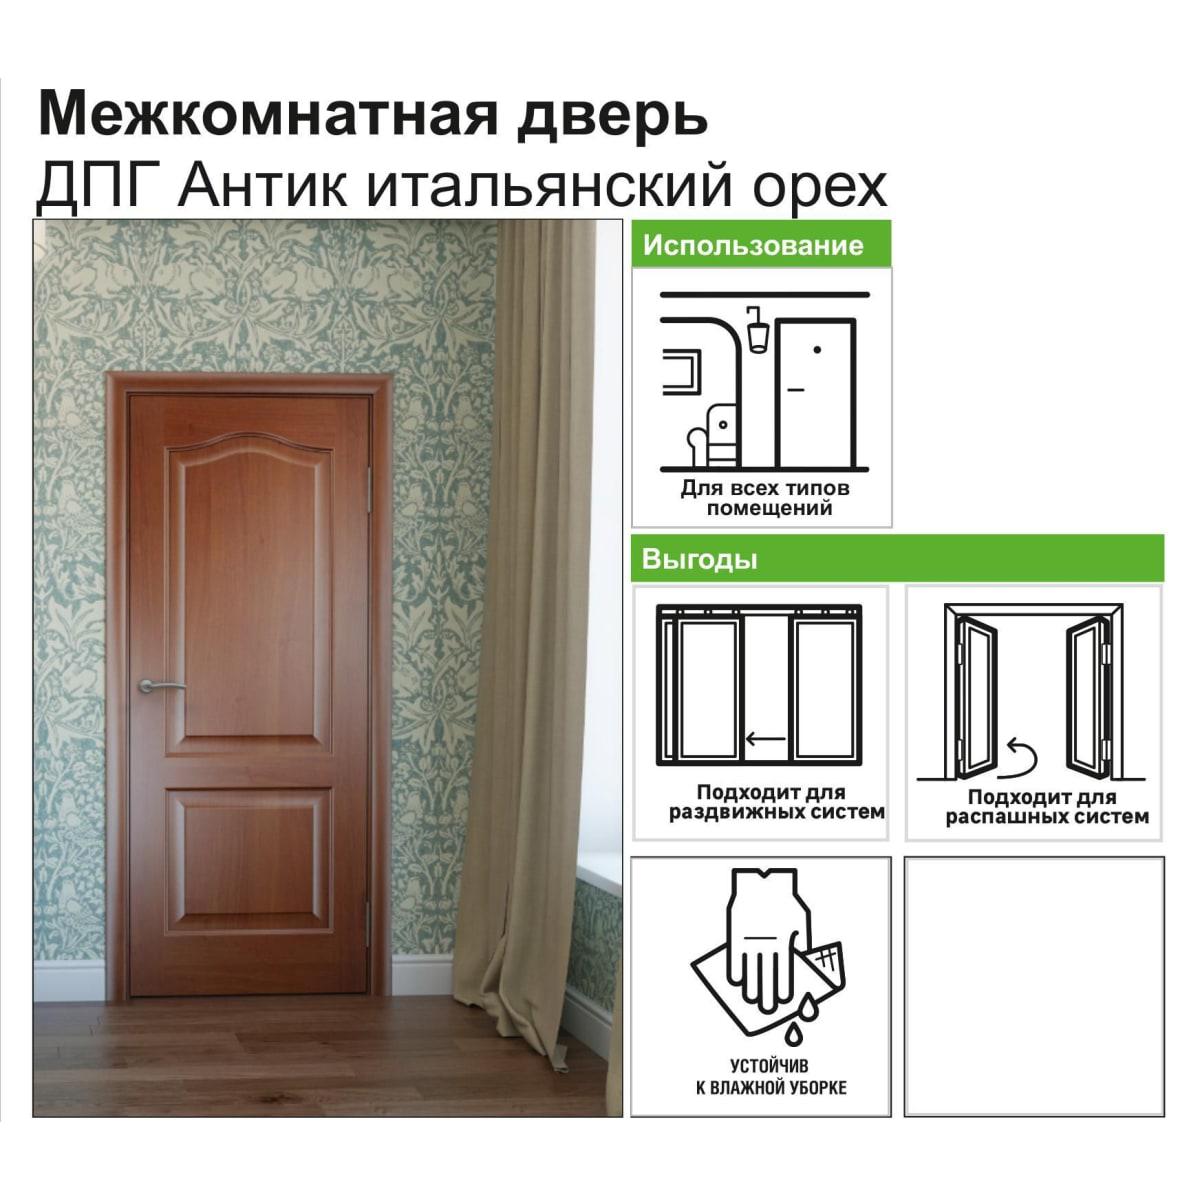 Межкомнатная дверь
ДПГ Антик итальянский орех
Использование
Для всех типов
помещений
Выгоды
Подходит для
раздвижных систем
Подходит для
распашных систем
УСТОЙЧИВ
К ВЛАЖНОЙ УБОРКЕ